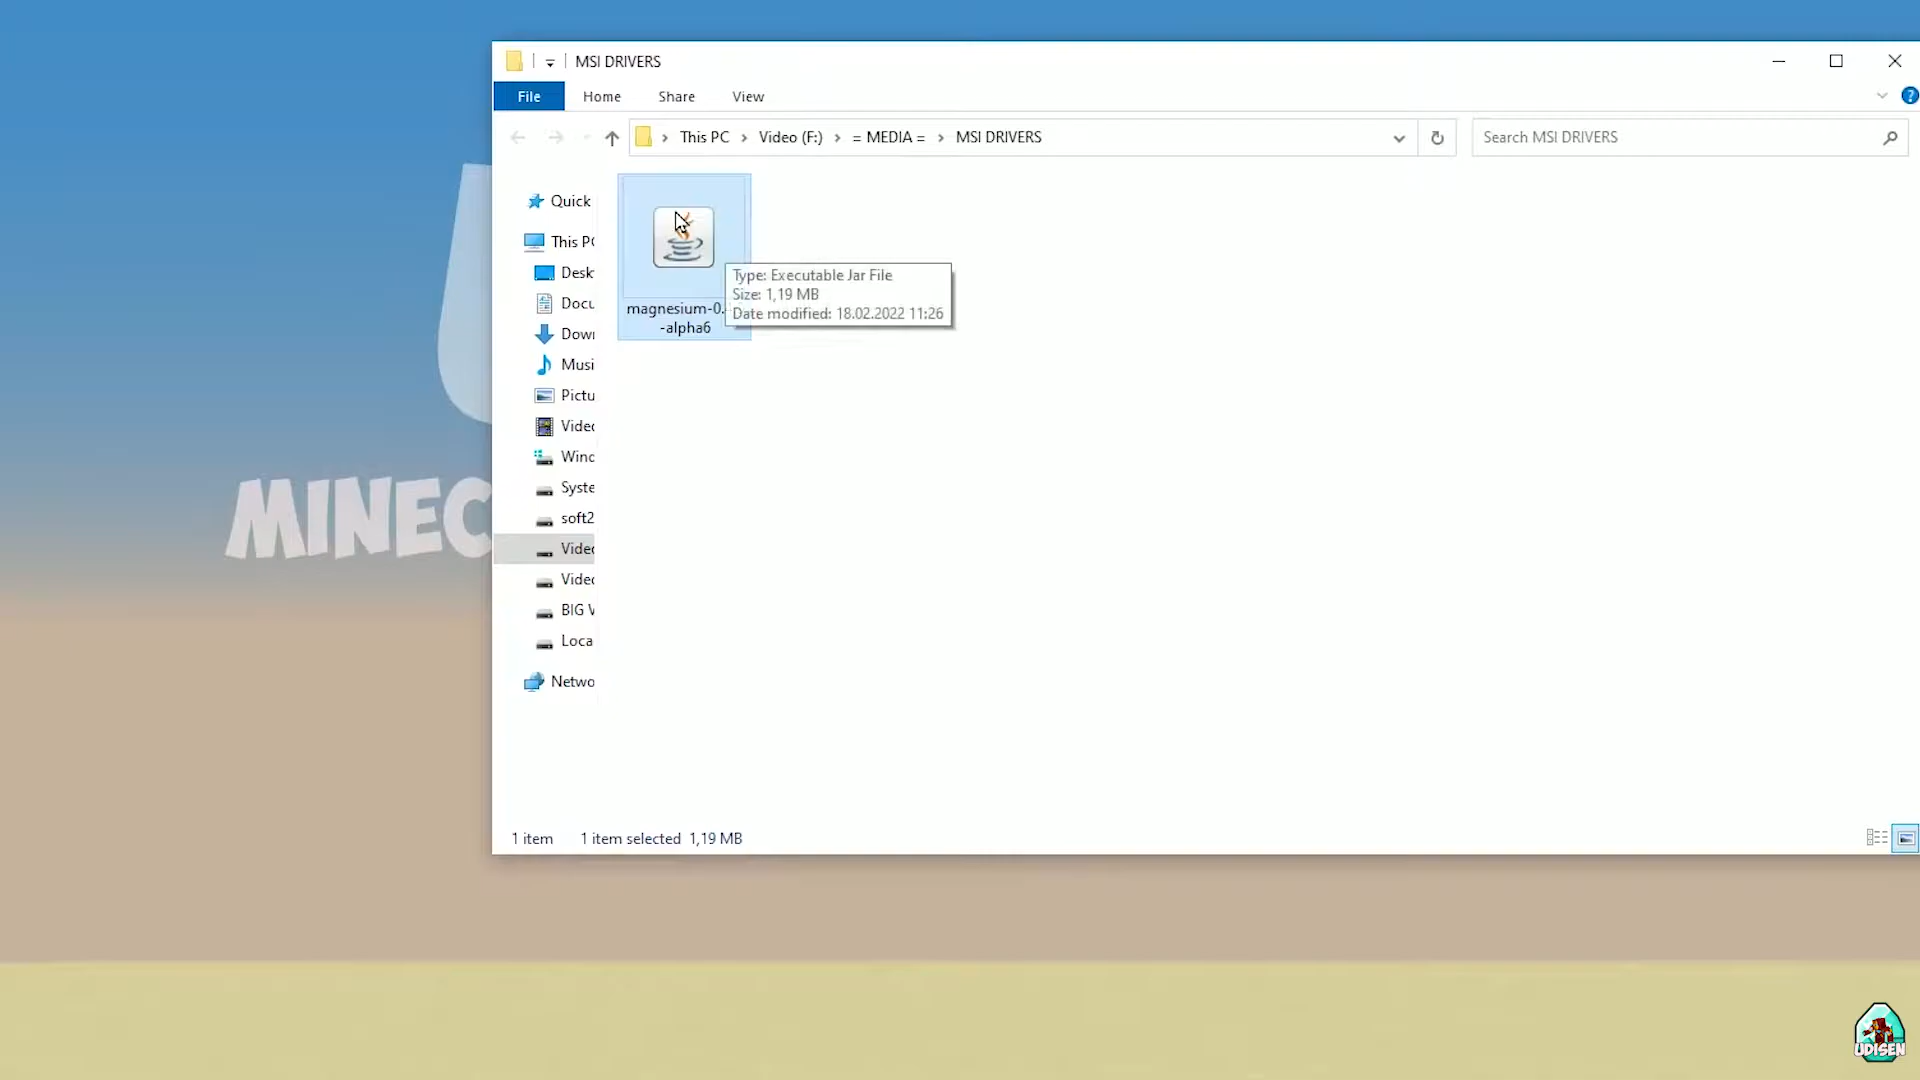 MSI DRIVERS
File Home Share View
This PC Video (F:) = MEDIA = MSI DRIVERS
Search MSI DRIVERS
Quick
This PC
Desk
Docu
Down
Musi
Pictu
Video
Wind
Syste
soft2
Video
Video
BIG V
Loca
Netwo
magnesium-0.
-alpha6
Type: Executable Jar File
Size: 1,19 MB
Date modified: 18.02.2022 11:26
MINEC
1 item 1 item selected 1,19 MB
UDISEN